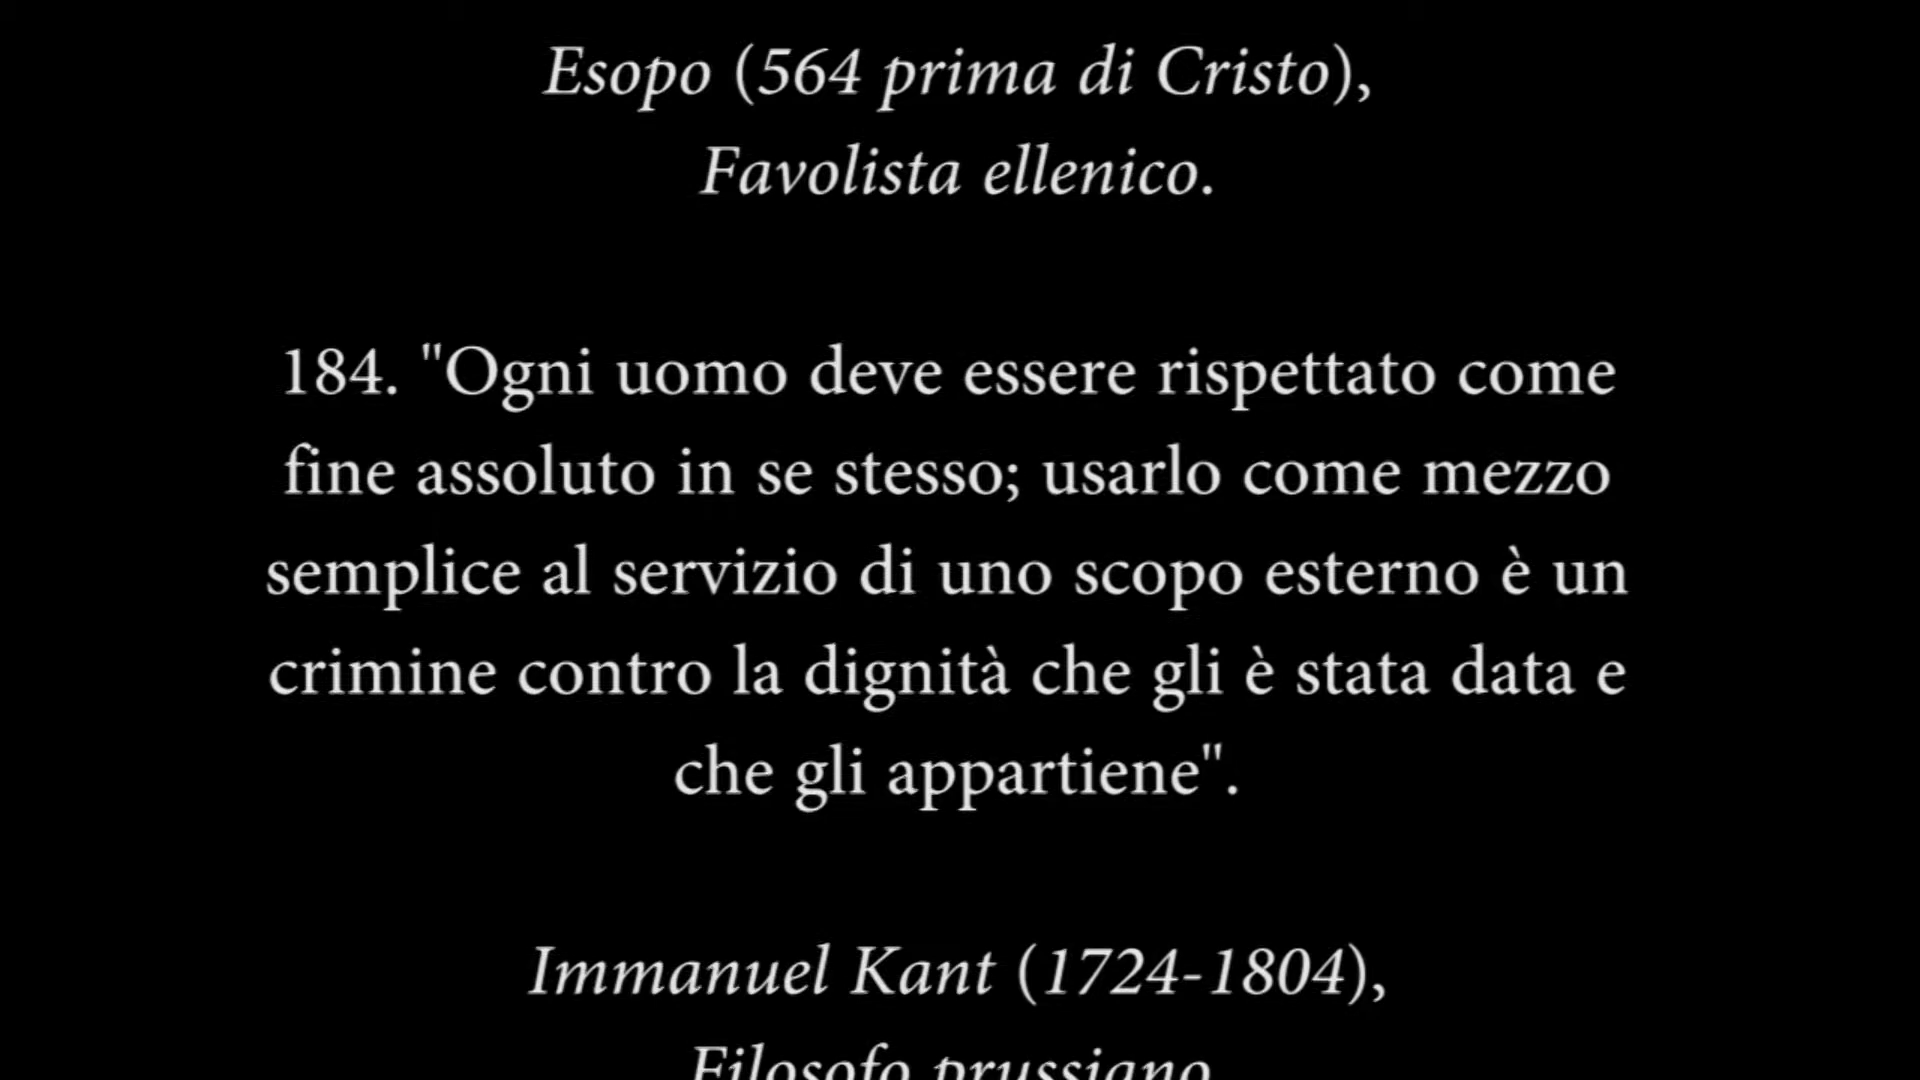 Esopo (564 prima di Cristo),
Favolista ellenico.
184. "Ogni uomo deve essere rispettato come
fine assoluto in se stesso; usarlo come mezzo
semplice al servizio di uno scopo esterno è un
crimine contro la dignità che gli è stata data e
che gli appartiene".
Immanuel Kant (1724-1804),
Filosofo prussiano